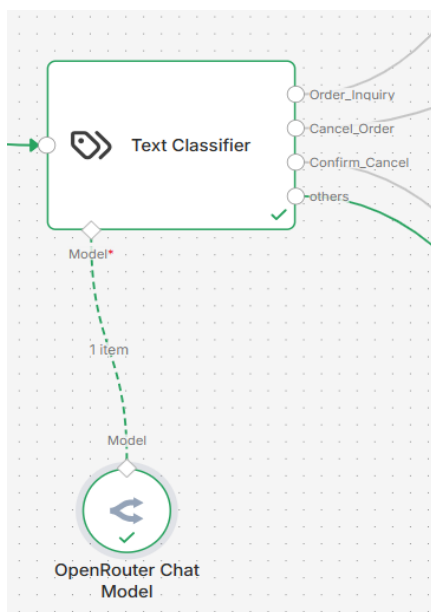 Text Classifier
Order_Inquiry
Cancel_Order
Confirm_Cancel
others
Model*
1 item
Model
OpenRouter Chat
Model